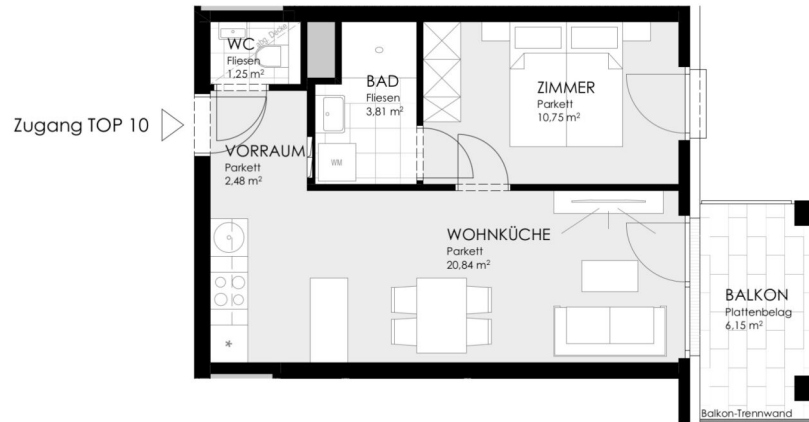 WC
Fliesen
1,25 m²
BAD
Fliesen
3,81 m²
ZIMMER
Parkett
10,75 m²
Zugang TOP 10
VORRAUM
Parkett
2,48 m²
WM
WOHNKÜCHE
Parkett
20,84 m²
BALKON
Plattenbelag
6,15 m²
Balkon-Trennwand